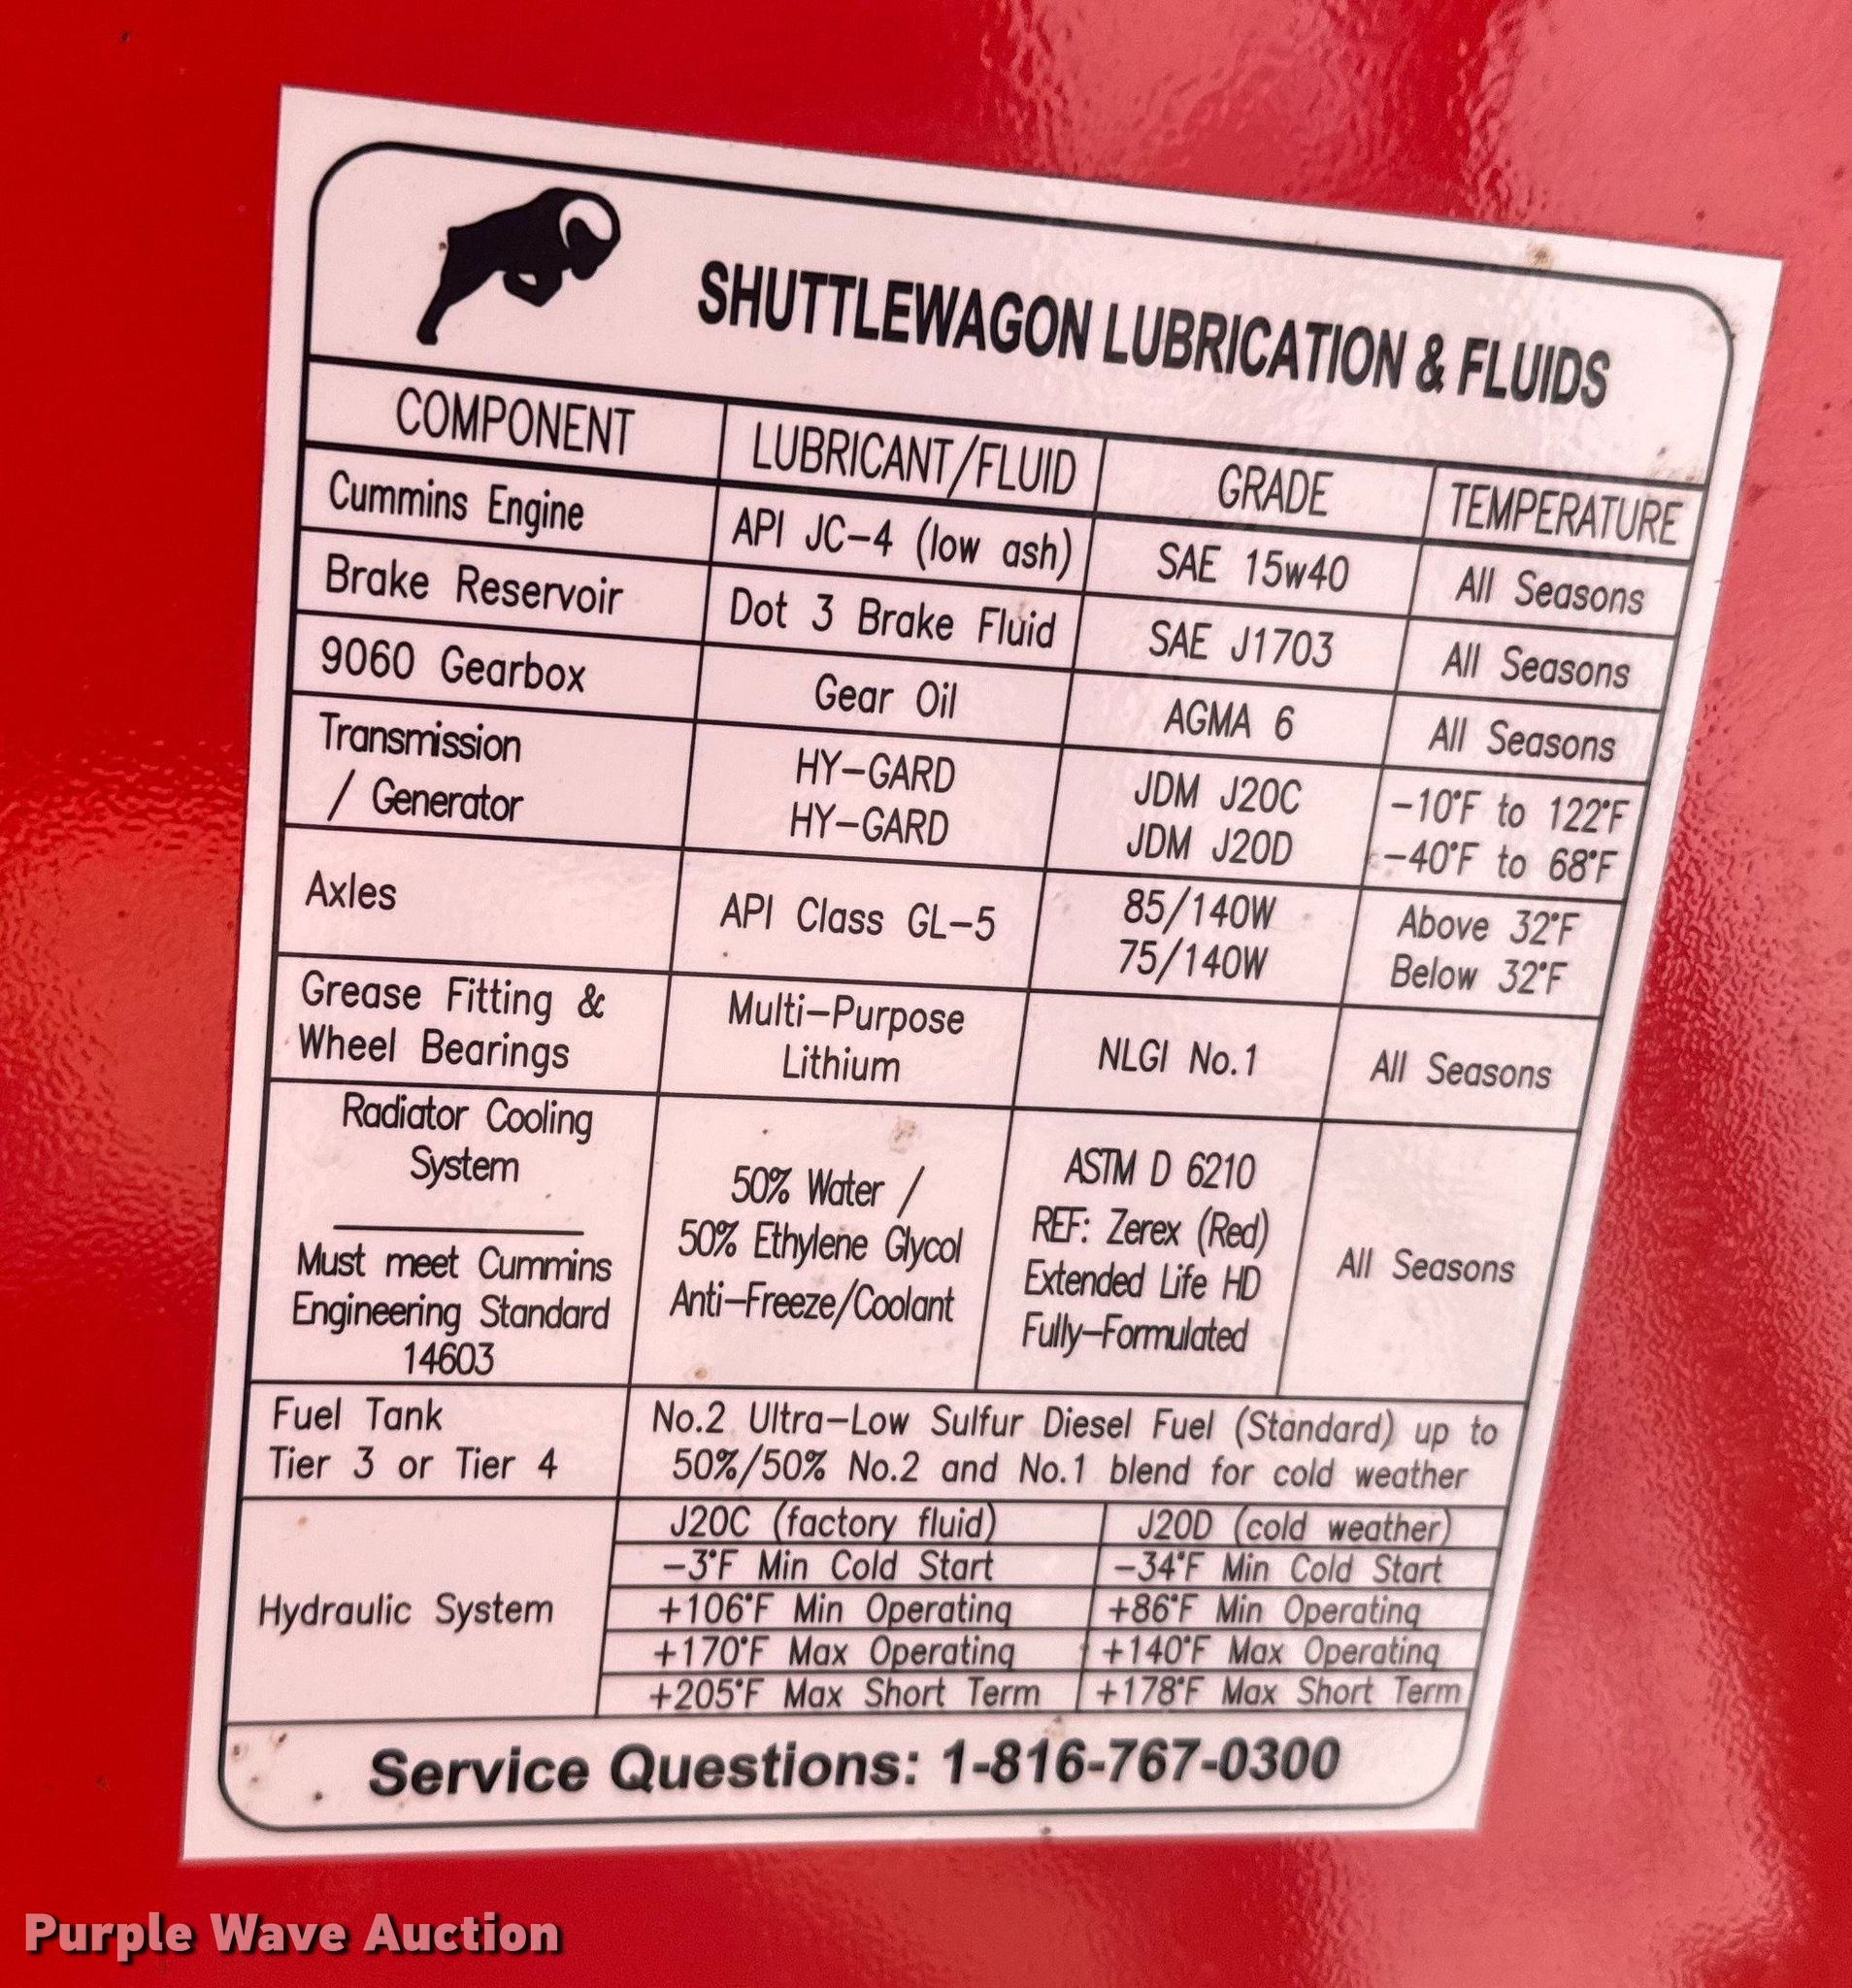 SHUTTLEWAGON LUBRICATION & FLUIDS
COMPONENT LUBRICANT/FLUID GRADE TEMPERATURE
Cummins Engine API JC-4 (low ash) SAE 15w40 All Seasons
Brake Reservoir Dot 3 Brake Fluid SAE J1703 All Seasons
9060 Gearbox Gear Oil AGMA 6 All Seasons
Transmission HY-GARD JDM J20C -10°F to 122°F
/ Generator HY-GARD JDM J20D -40°F to 68°F
Axles API Class GL-5 85/140W Above 32°F
75/140W Below 32°F
Grease Fitting & Multi-Purpose
Wheel Bearings Lithium NLGI No.1 All Seasons
Radiator Cooling
System
Must meet Cummins
Engineering Standard
14603
50% Water /
50% Ethylene Glycol
Anti-Freeze/Coolant
ASTM D 6210
REF: Zerex (Red)
Extended Life HD
Fully-Formulated
All Seasons
Fuel Tank No.2 Ultra-Low Sulfur Diesel Fuel (Standard) up to
Tier 3 or Tier 4 50%/50% No.2 and No.1 blend for cold weather
Hydraulic System
J20C (factory fluid) J20D (cold weather)
-3°F Min Cold Start -34°F Min Cold Start
+106°F Min Operating +86°F Min Operating
+170°F Max Operating +140°F Max Operating
+205°F Max Short Term +178°F Max Short Term
Service Questions: 1-816-767-0300
Purple Wave Auction